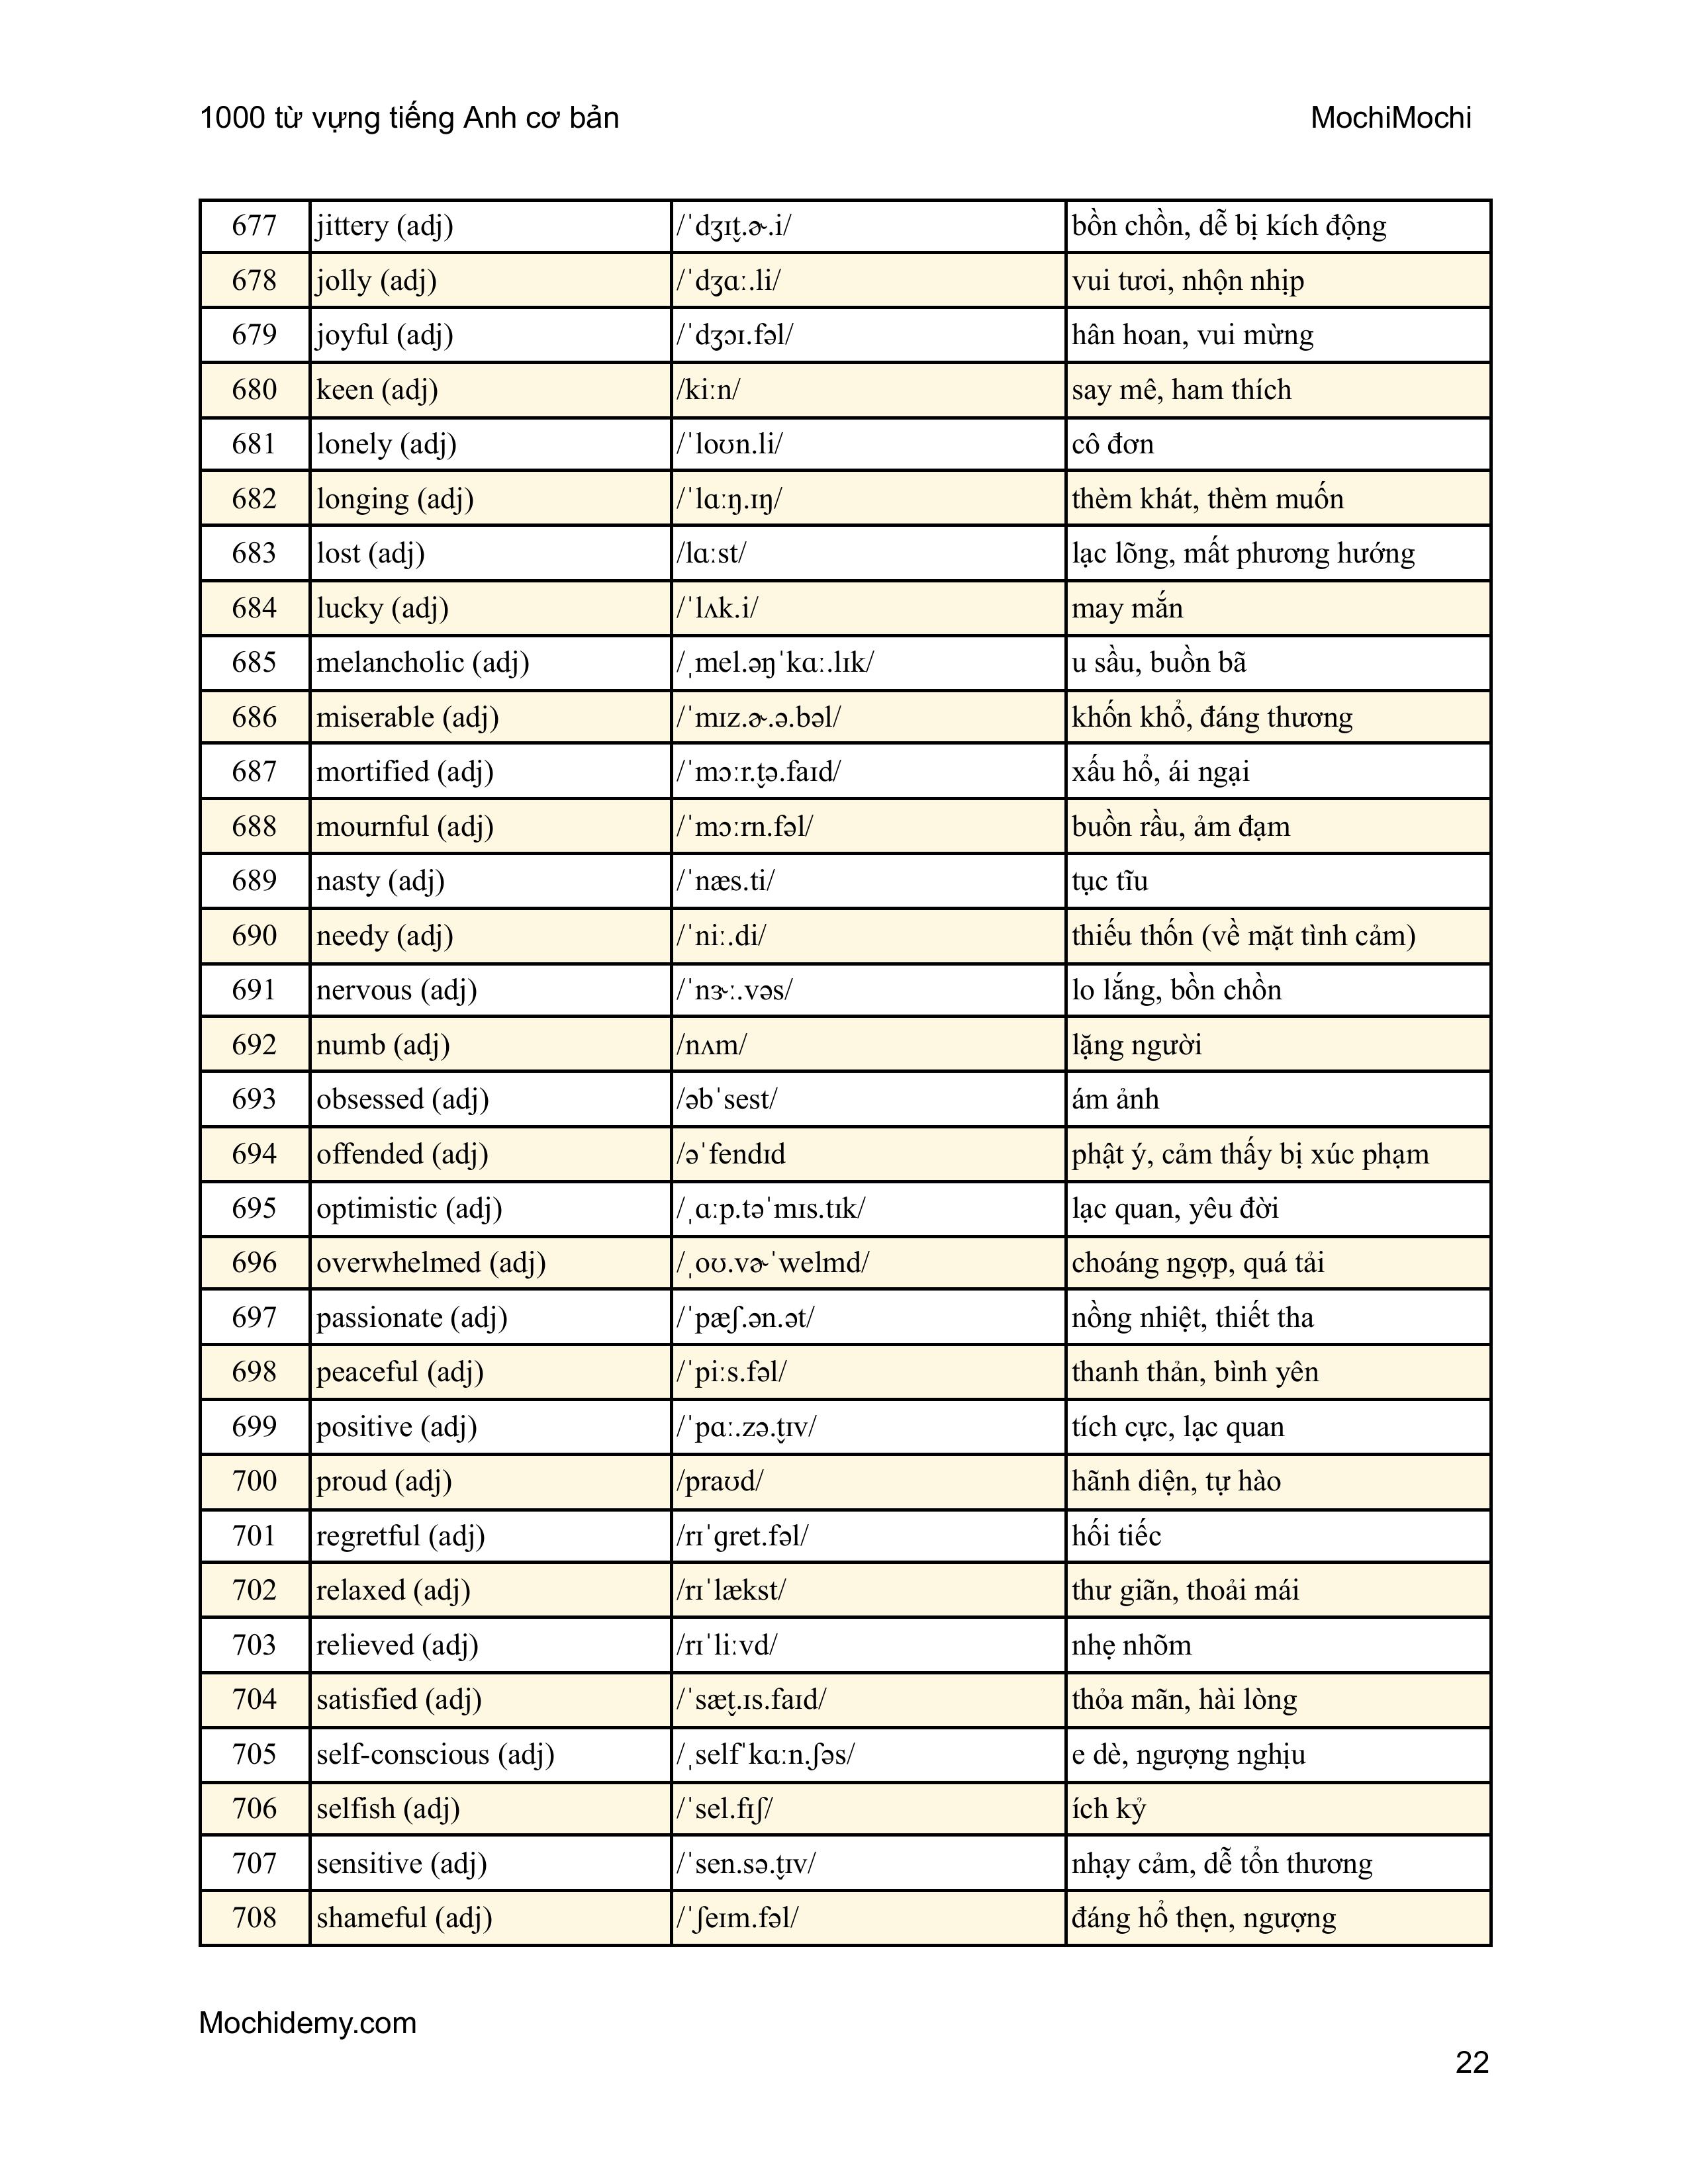 1000 từ vựng tiếng Anh cơ bản MochiMochi
677 jittery (adj) /ˈdʒɪt̬.ɚ.i/ bồn chồn, dễ bị kích động
678 jolly (adj) /ˈdʒɑː.li/ vui tươi, nhộn nhịp
679 joyful (adj) /ˈdʒɔɪ.fəl/ hân hoan, vui mừng
680 keen (adj) /kiːn/ say mê, ham thích
681 lonely (adj) /ˈloʊn.li/ cô đơn
682 longing (adj) /ˈlɑːŋ.ɪŋ/ thèm khát, thèm muốn
683 lost (adj) /lɑːst/ lạc lõng, mất phương hướng
684 lucky (adj) /ˈlʌk.i/ may mắn
685 melancholic (adj) /ˌmel.əŋˈkɑː.lɪk/ u sầu, buồn bã
686 miserable (adj) /ˈmɪz.ɚ.ə.bəl/ khốn khổ, đáng thương
687 mortified (adj) /ˈmɔːr.t̬ə.faɪd/ xấu hổ, ái ngại
688 mournful (adj) /ˈmɔːrn.fəl/ buồn rầu, ảm đạm
689 nasty (adj) /ˈnæs.ti/ tục tĩu
690 needy (adj) /ˈniː.di/ thiếu thốn (về mặt tình cảm)
691 nervous (adj) /ˈnɝː.vəs/ lo lắng, bồn chồn
692 numb (adj) /nʌm/ lặng người
693 obsessed (adj) /əbˈsest/ ám ảnh
694 offended (adj) /əˈfendɪd phật ý, cảm thấy bị xúc phạm
695 optimistic (adj) /ˌɑːp.təˈmɪs.tɪk/ lạc quan, yêu đời
696 overwhelmed (adj) /ˌoʊ.vɚˈwelmd/ choáng ngợp, quá tải
697 passionate (adj) /ˈpæʃ.ən.ət/ nồng nhiệt, thiết tha
698 peaceful (adj) /ˈpiːs.fəl/ thanh thản, bình yên
699 positive (adj) /ˈpɑː.zə.t̬ɪv/ tích cực, lạc quan
700 proud (adj) /praʊd/ hãnh diện, tự hào
701 regretful (adj) /rɪˈɡret.fəl/ hối tiếc
702 relaxed (adj) /rɪˈlækst/ thư giãn, thoải mái
703 relieved (adj) /rɪˈliːvd/ nhẹ nhõm
704 satisfied (adj) /ˈsæt̬.ɪs.faɪd/ thỏa mãn, hài lòng
705 self-conscious (adj) /ˌselfˈkɑːn.ʃəs/ e dè, ngượng nghịu
706 selfish (adj) /ˈsel.fɪʃ/ ích kỷ
707 sensitive (adj) /ˈsen.sə.t̬ɪv/ nhạy cảm, dễ tổn thương
708 shameful (adj) /ˈʃeɪm.fəl/ đáng hổ thẹn, ngượng
Mochidemy.com
22